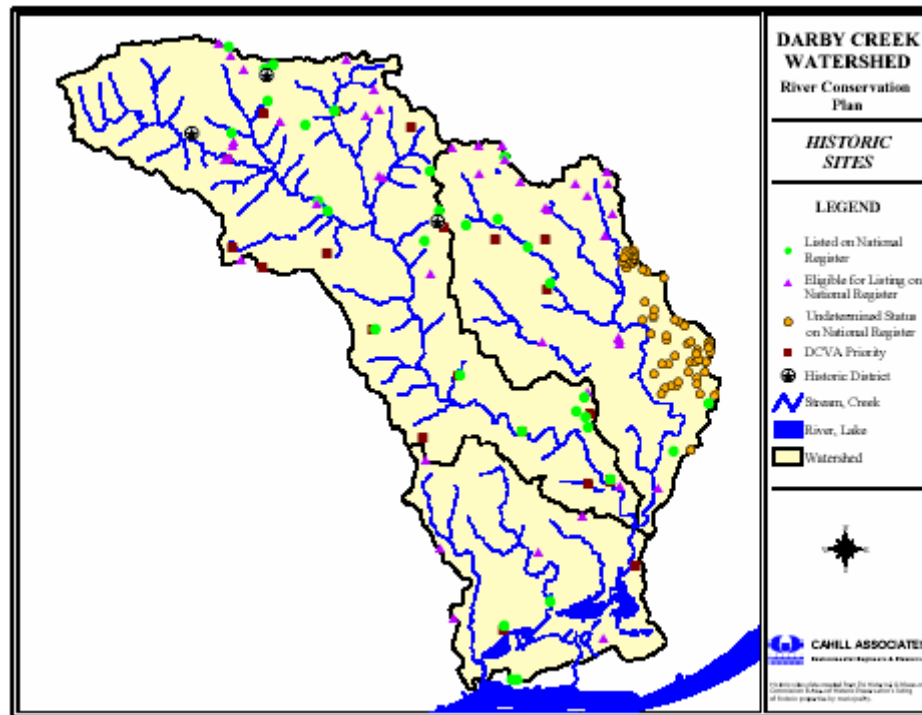 DARBY CREEK
WATERSHED
River Conservation
Plan
HISTORIC
SITES
LEGEND
Listed on National
Register
Eligible for Listing on
National Register
Undetermined Status
on National Register
DCVA Priority
Historic District
Stream, Creek
River, Lake
Watershed
CAHILL ASSOCIATES